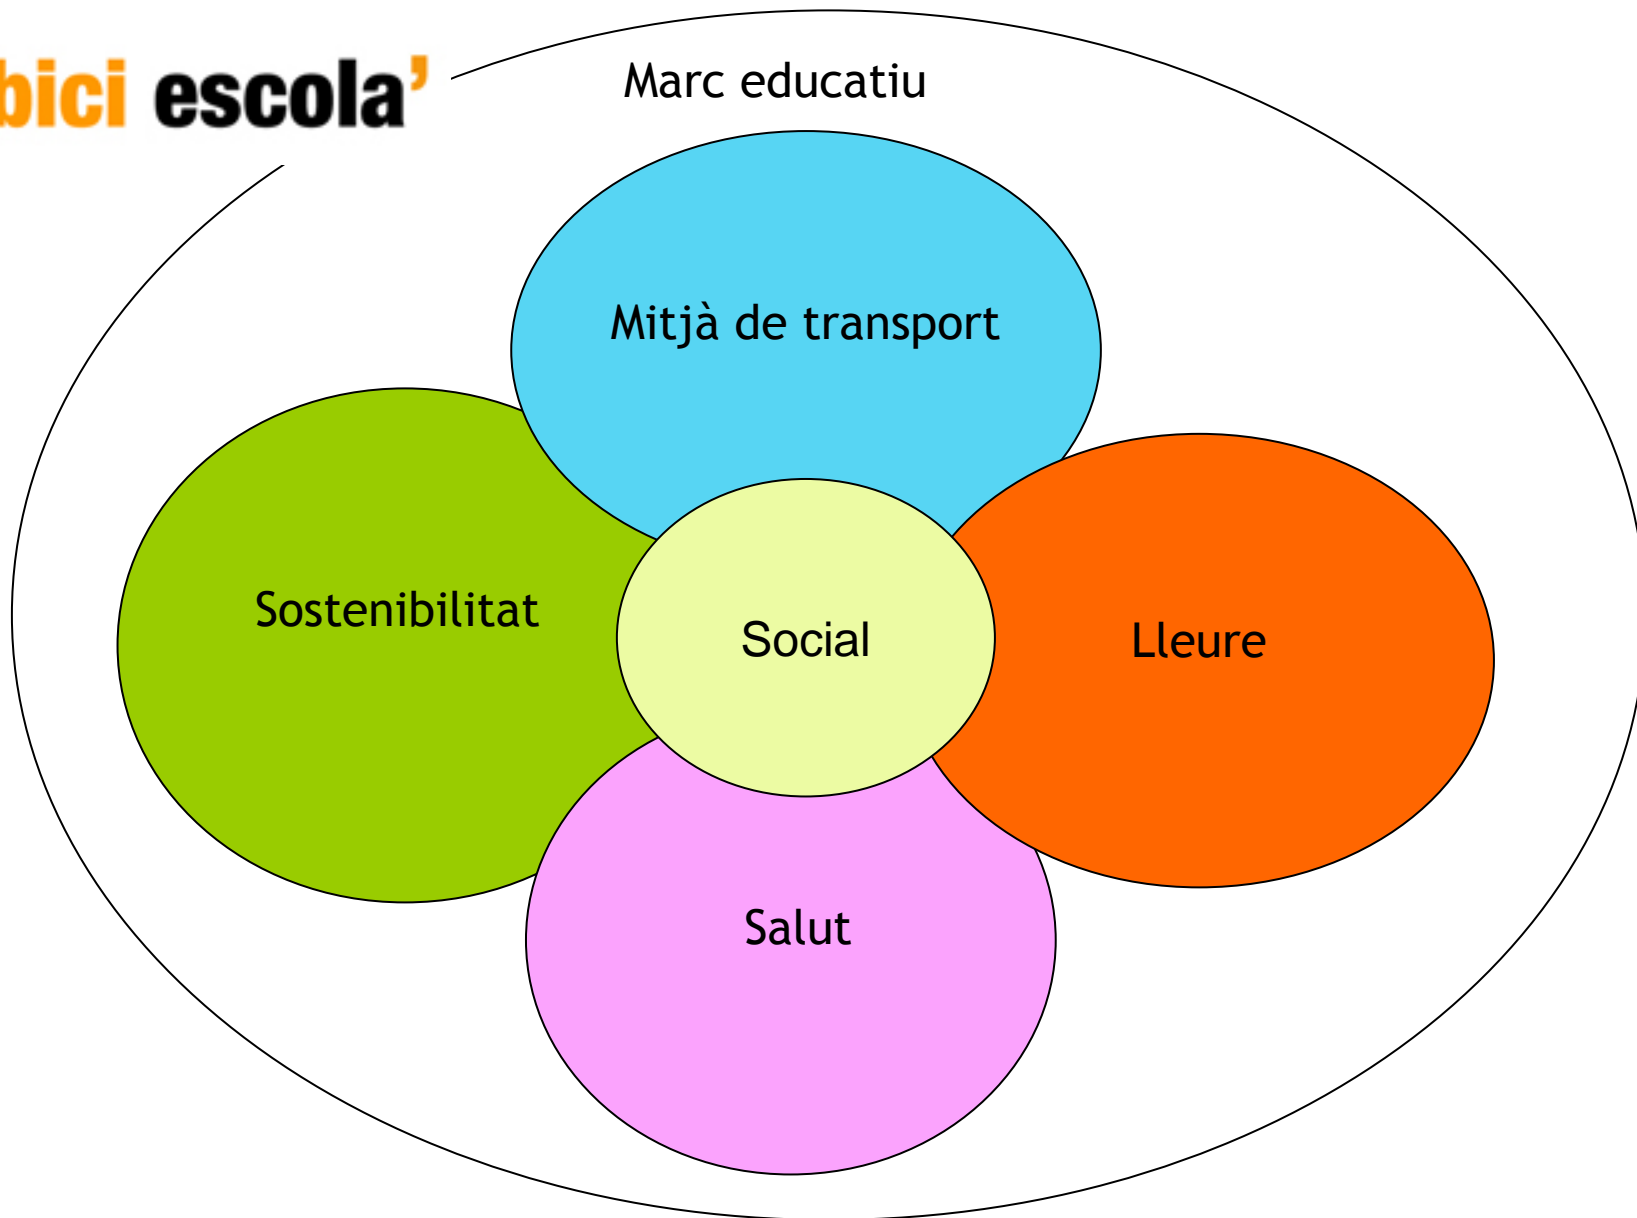 bici escola’
Marc educatiu
Mitjà de transport
Sostenibilitat
Social
Lleure
Salut